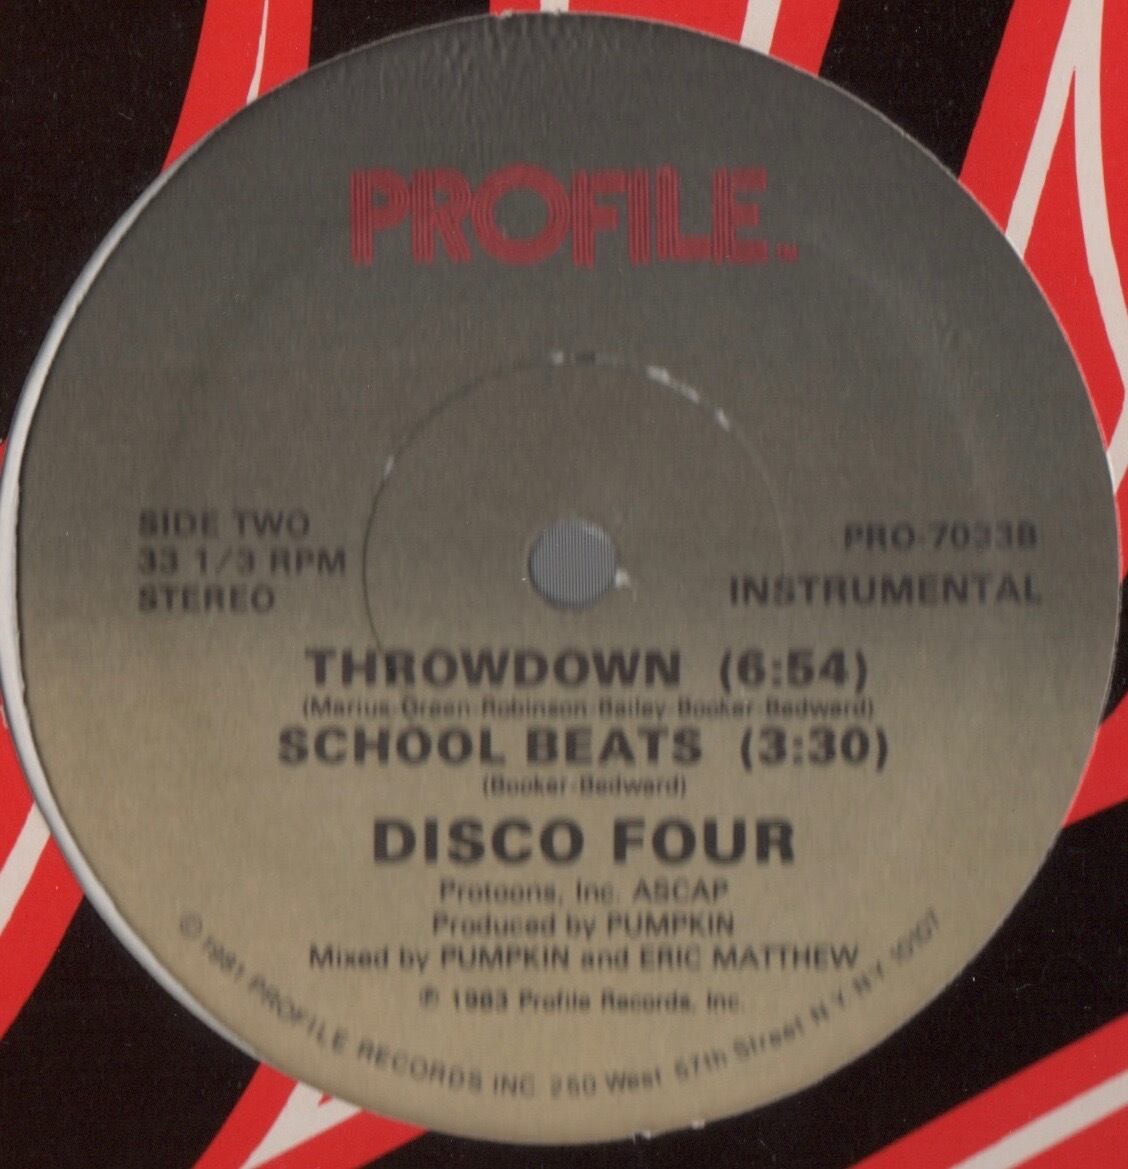 PROFILE™
SIDE TWO
33 1/3 RPM
STEREO
PRO-7033B
INSTRUMENTAL
THROWDOWN (6:54)
(Marius-Green-Robinson-Bailey-Booker-Bedward)
SCHOOL BEATS (3:30)
(Booker-Bedward)
DISCO FOUR
Protoons, Inc. ASCAP
Produced by PUMPKIN
Mixed by PUMPKIN and ERIC MATTHEW
℗ 1983 Profile Records, Inc.
© 1981 PROFILE RECORDS INC 250 West 57th Street N Y N Y 10107